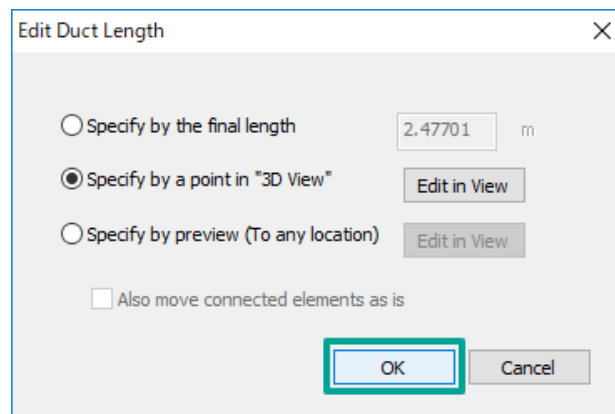 Edit Duct Length
Specify by the final length
2.47701 m
Specify by a point in "3D View"
Edit in View
Specify by preview (To any location)
Edit in View
Also move connected elements as is
OK
Cancel